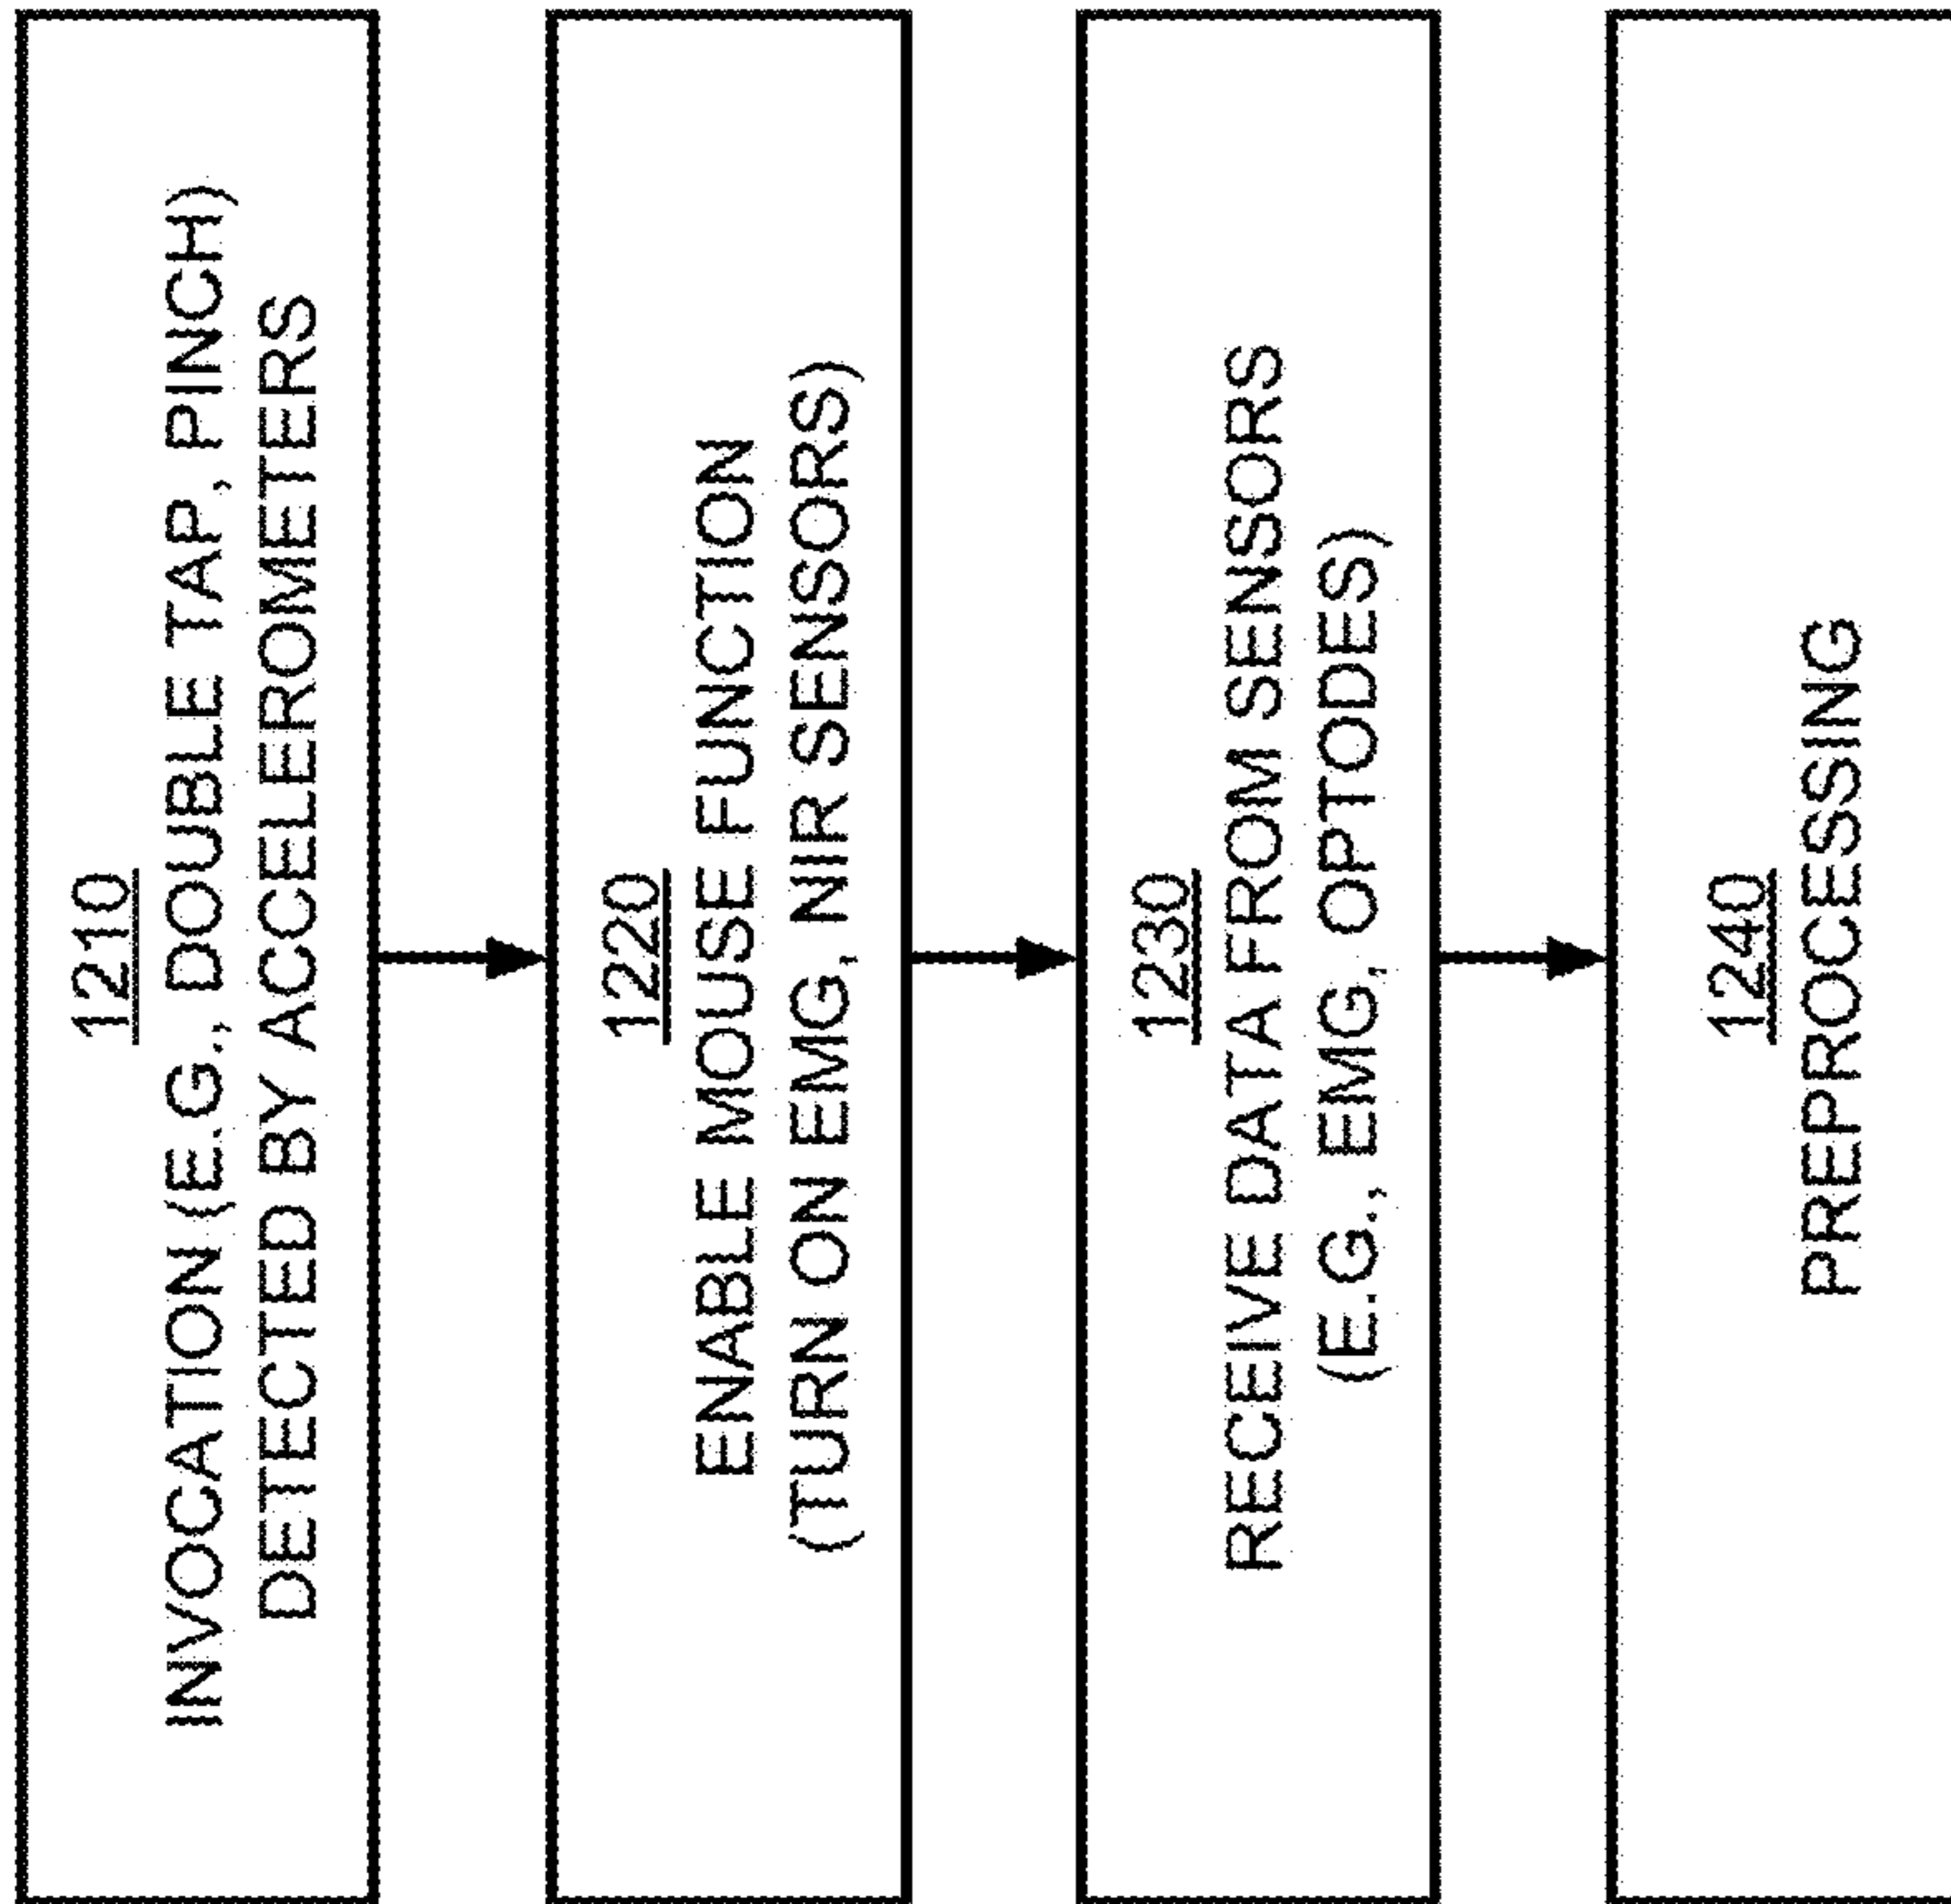 1210
INVOCATION (E.G., DOUBLE TAP, PINCH)
DETECTED BY ACCELEROMETERS
1220
ENABLE MOUSE FUNCTION
(TURN ON EMG, NIR SENSORS)
1230
RECEIVE DATA FROM SENSORS
(E.G., EMG, OPTODES)
1240
PREPROCESSING